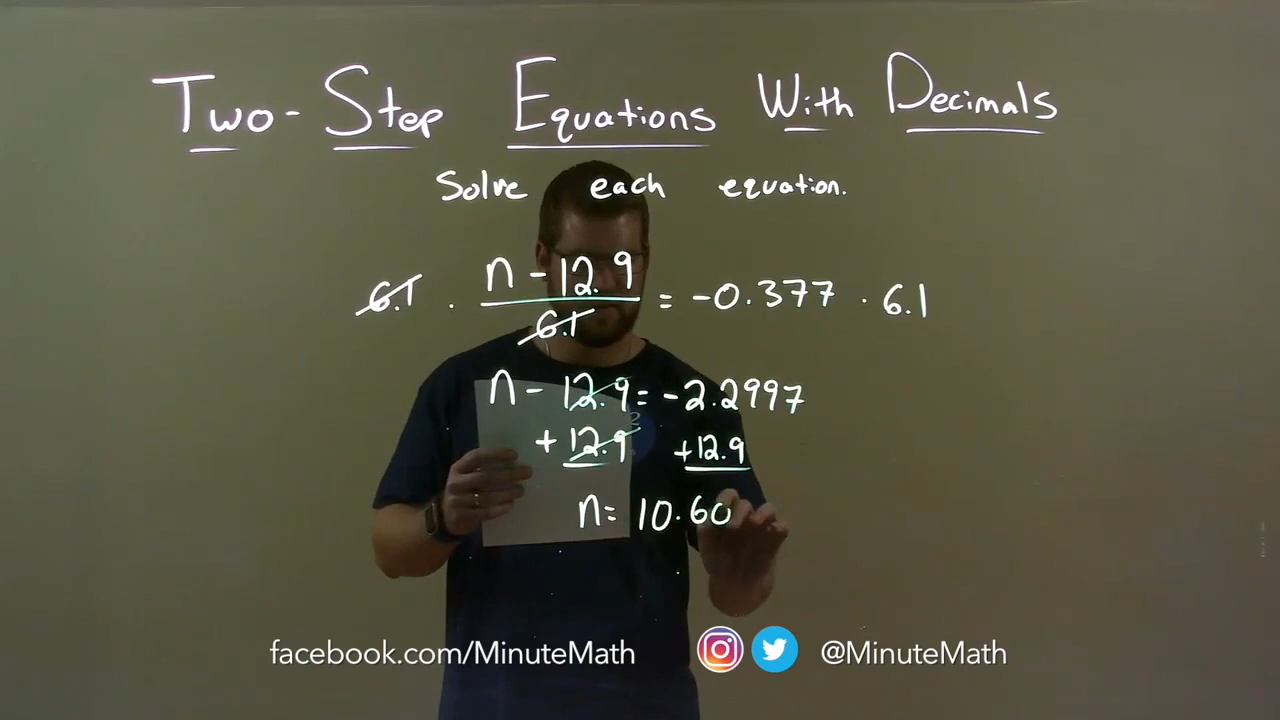 Two-Step Equations With Decimals
Solve each equation.
6.1 · n - 12.9 / 6.1 = -0.377 · 6.1
n - 12.9 = -2.2997
+ 12.9 +12.9
n = 10.60
facebook.com/MinuteMath @MinuteMath